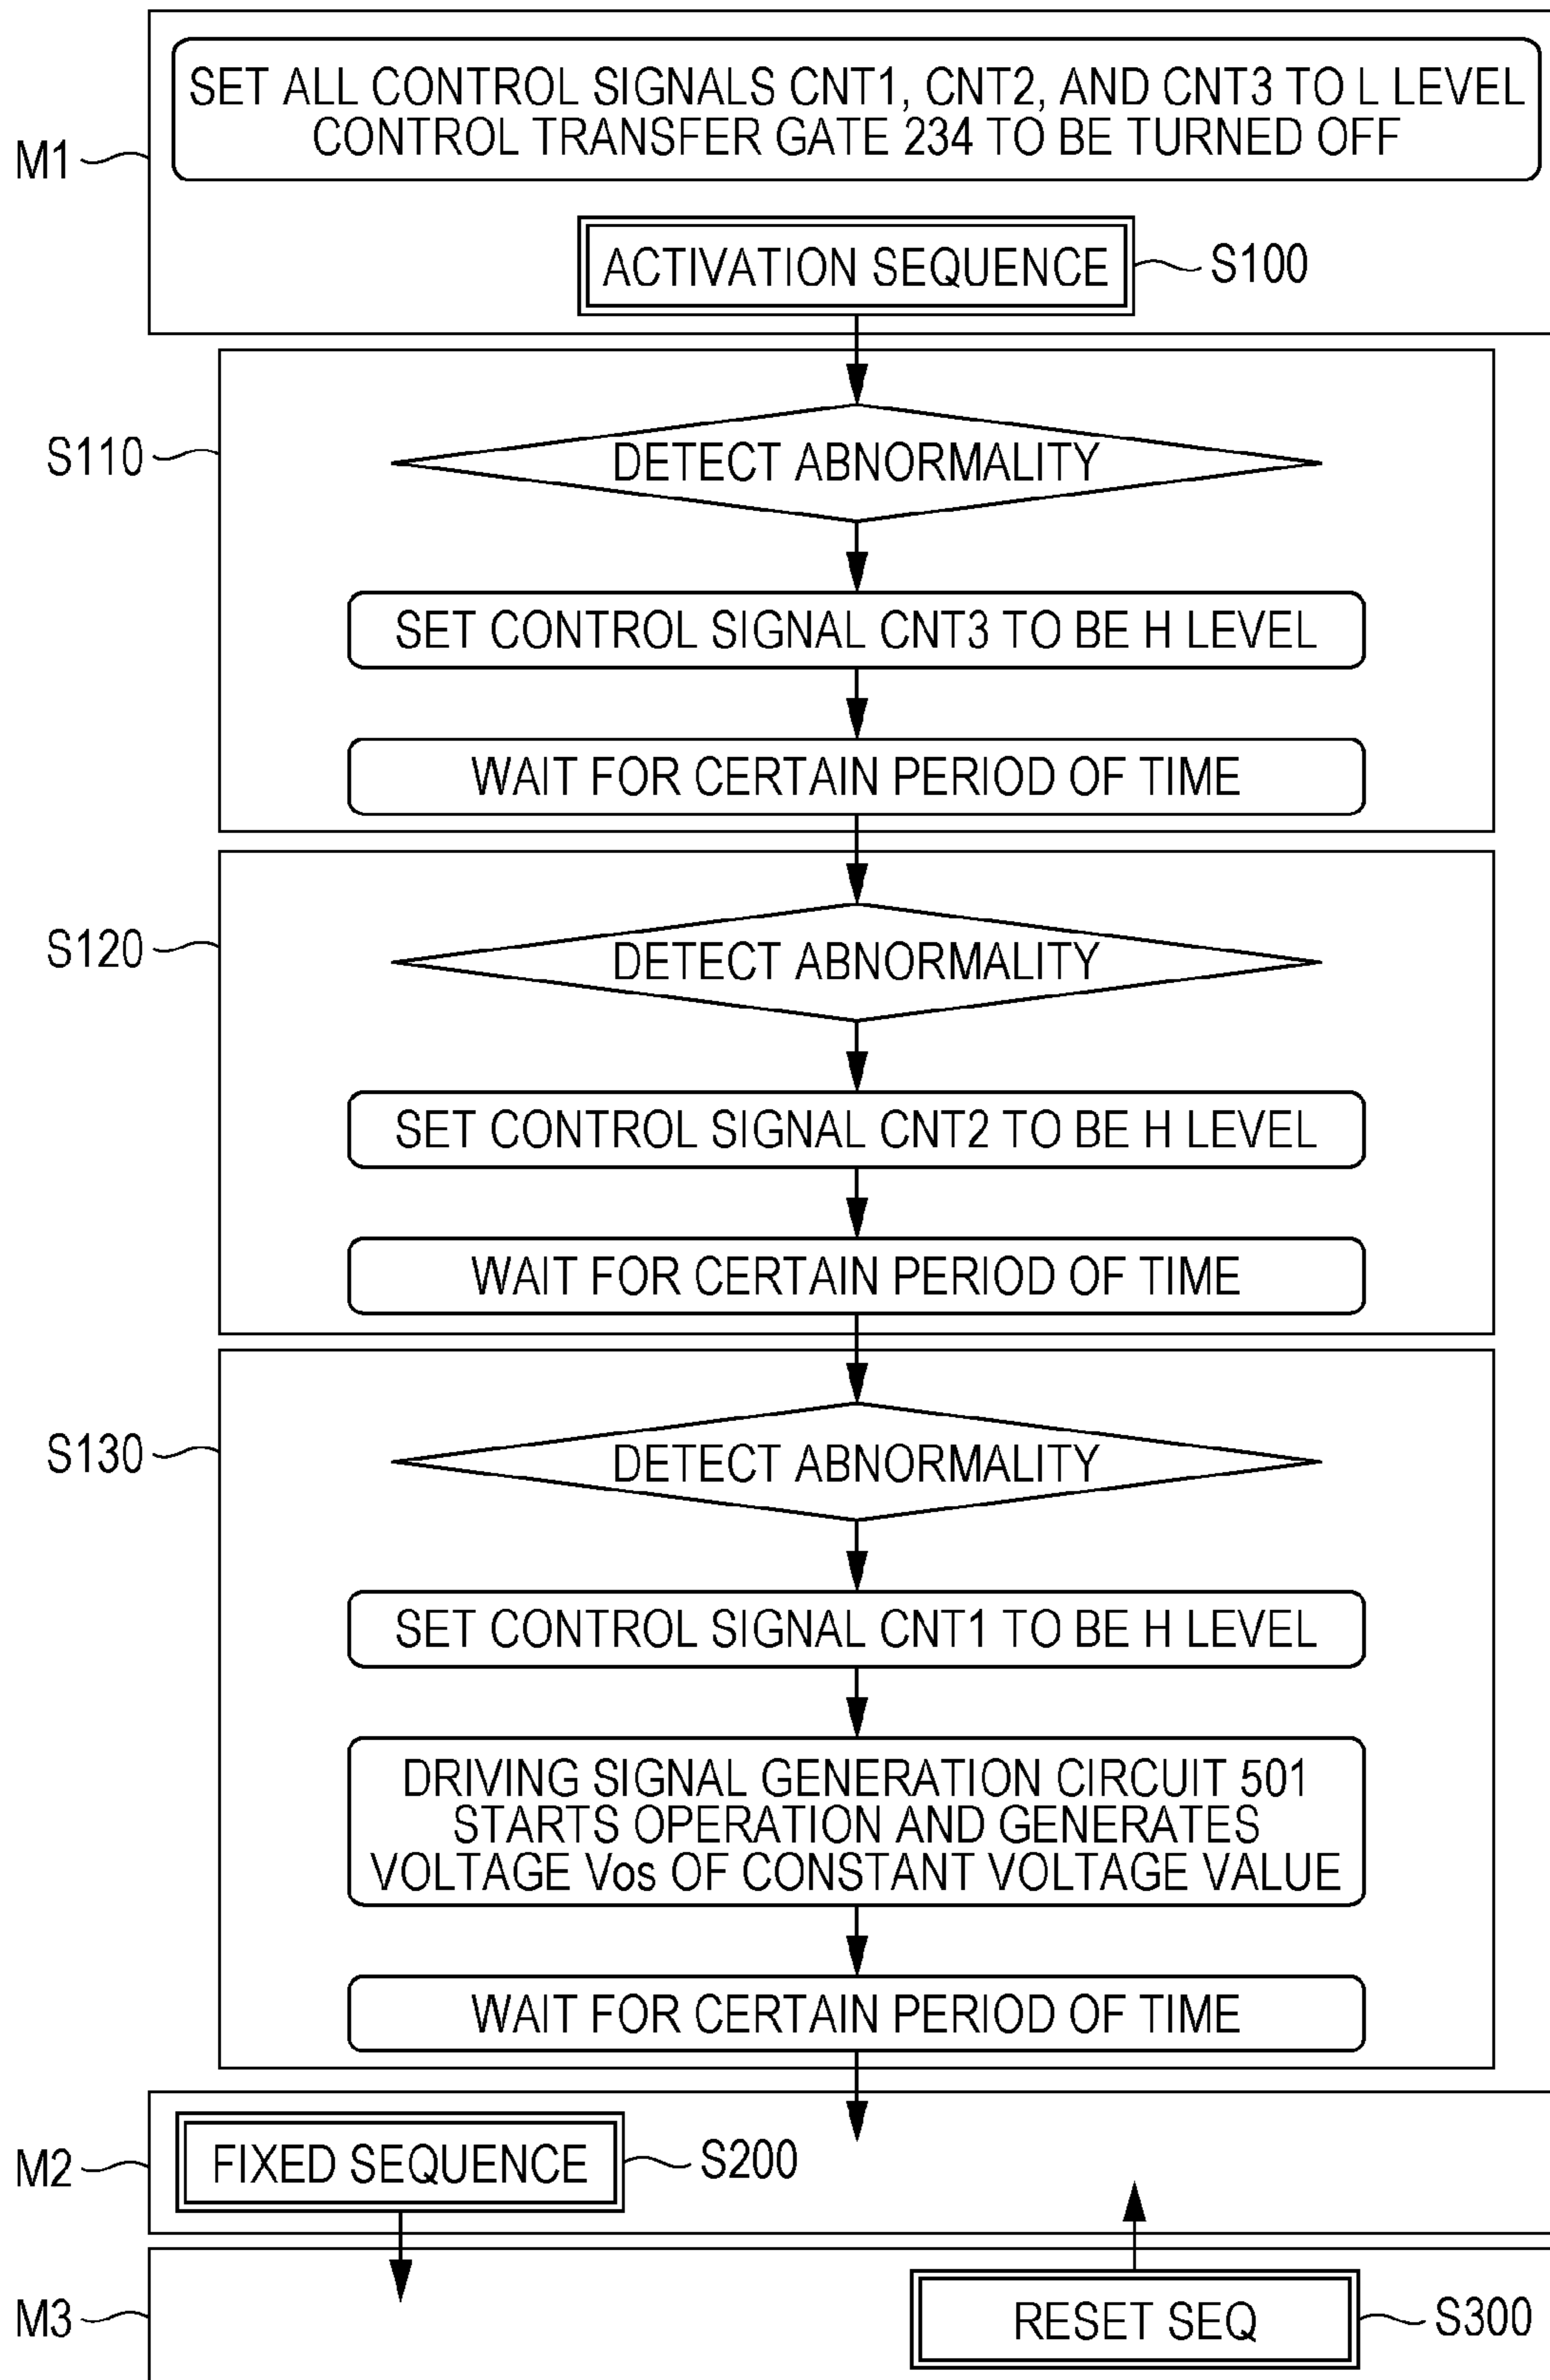 SET ALL CONTROL SIGNALS CNT1, CNT2, AND CNT3 TO L LEVEL
CONTROL TRANSFER GATE 234 TO BE TURNED OFF
M1
ACTIVATION SEQUENCE
S100
S110
DETECT ABNORMALITY
SET CONTROL SIGNAL CNT3 TO BE H LEVEL
WAIT FOR CERTAIN PERIOD OF TIME
S120
DETECT ABNORMALITY
SET CONTROL SIGNAL CNT2 TO BE H LEVEL
WAIT FOR CERTAIN PERIOD OF TIME
S130
DETECT ABNORMALITY
SET CONTROL SIGNAL CNT1 TO BE H LEVEL
DRIVING SIGNAL GENERATION CIRCUIT 501
STARTS OPERATION AND GENERATES
VOLTAGE Vos OF CONSTANT VOLTAGE VALUE
WAIT FOR CERTAIN PERIOD OF TIME
M2
FIXED SEQUENCE
S200
M3
RESET SEQ
S300